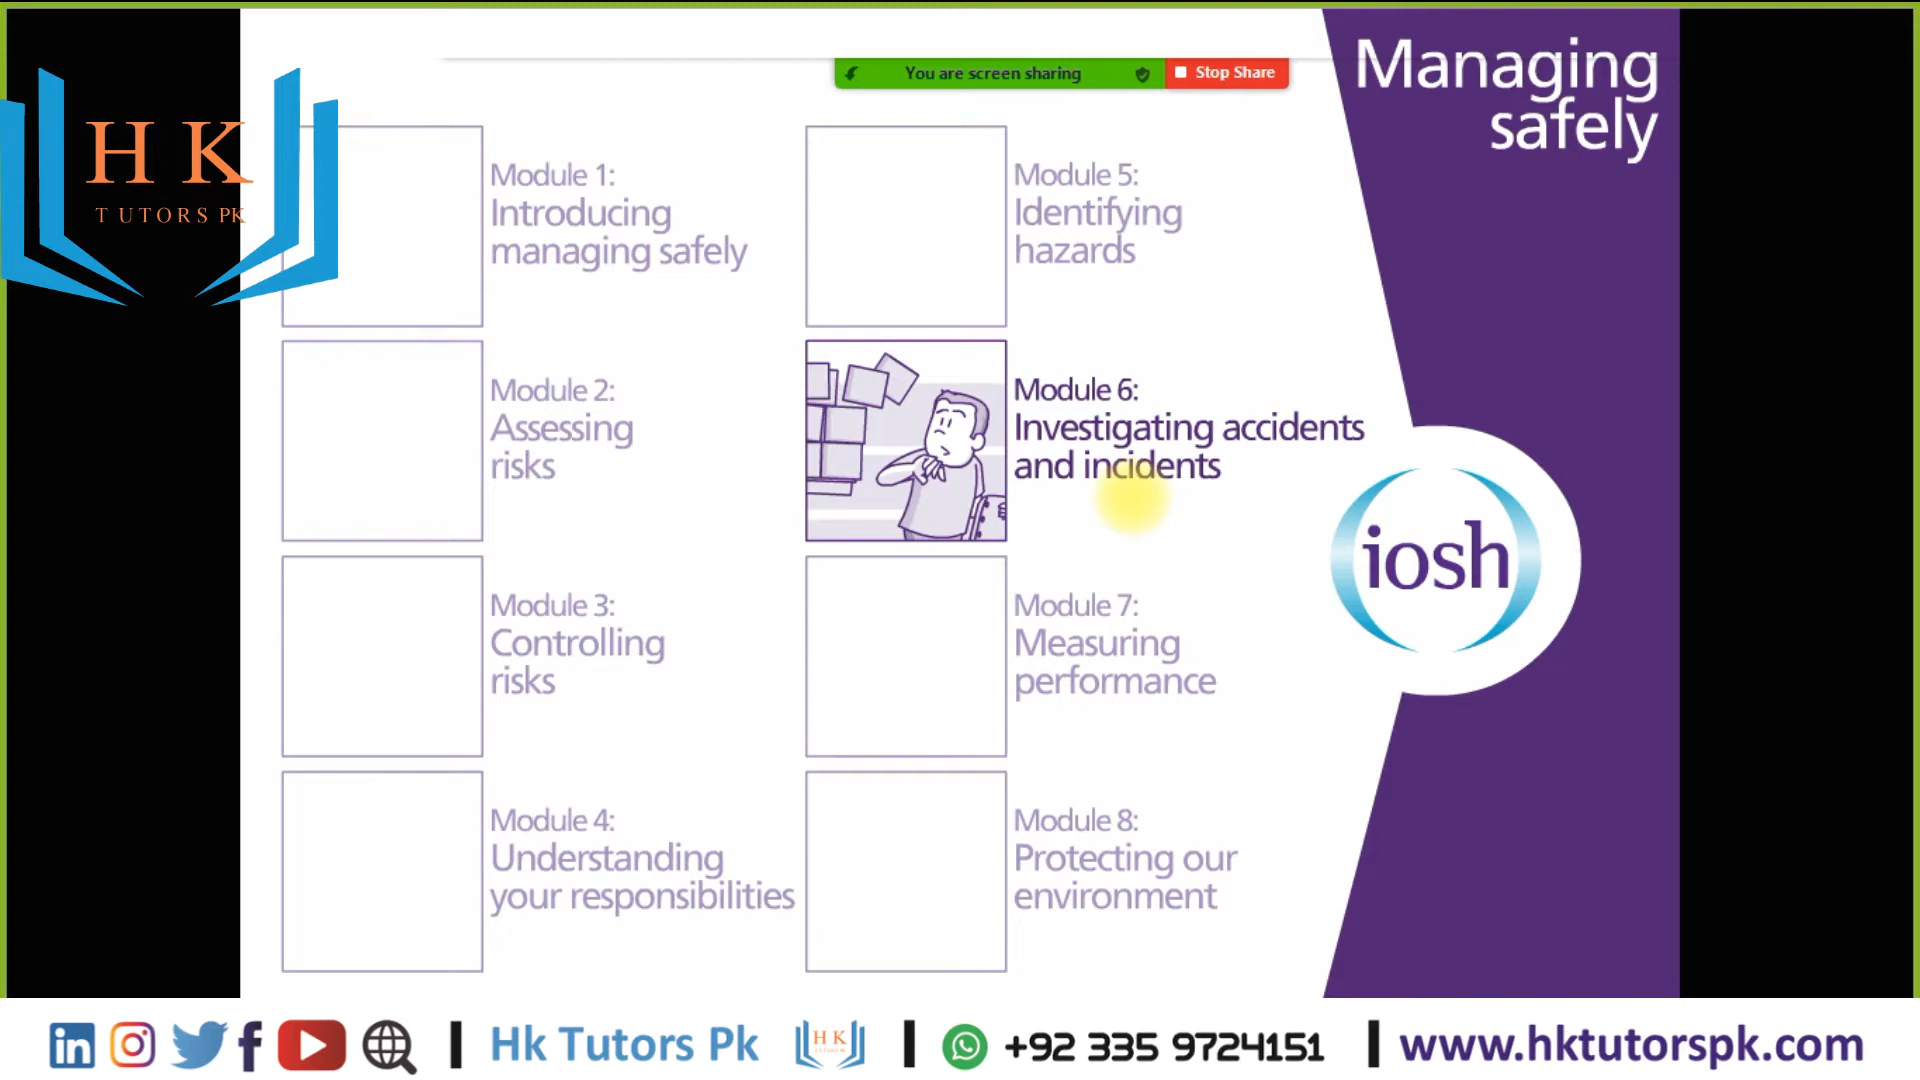 Managing
safely
You are screen sharing
Stop Share
H K
TUTORS PK
Module 1:
Introducing
managing safely
Module 2:
Assessing
risks
Module 3:
Controlling
risks
Module 4:
Understanding
your responsibilities
Module 5:
Identifying
hazards
Module 6:
Investigating accidents
and incidents
Module 7:
Measuring
performance
Module 8:
Protecting our
environment
iosh
in
Hk Tutors Pk
H K
+92 335 9724151
www.hktutorspk.com